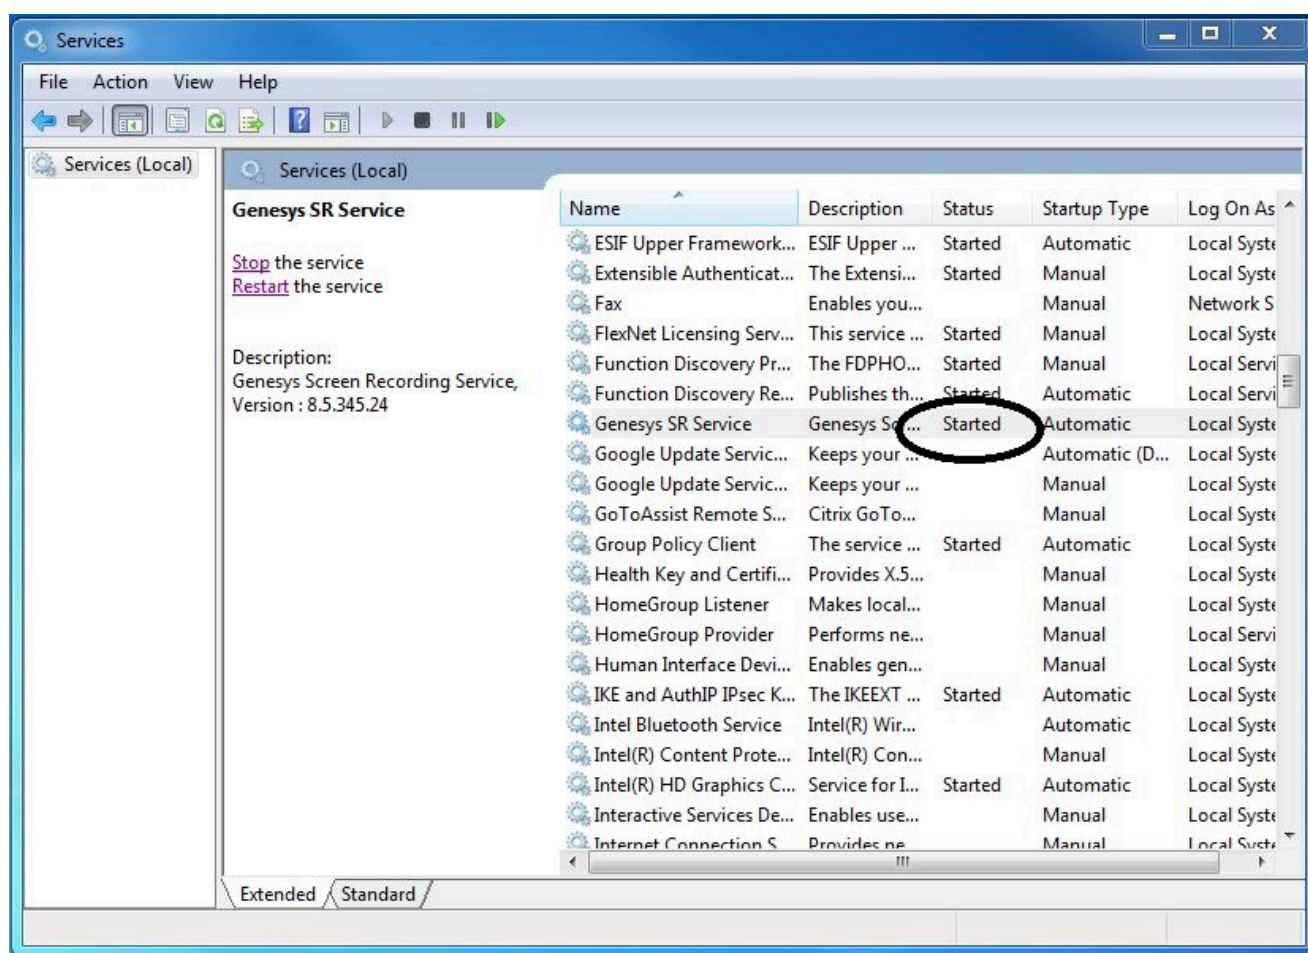 Services
File Action View Help
Services (Local)
Services (Local)
Genesys SR Service
Stop the service
Restart the service
Description:
Genesys Screen Recording Service,
Version : 8.5.345.24
Name Description Status Startup Type Log On As
ESIF Upper Framework... ESIF Upper ... Started Automatic Local Syste
Extensible Authenticat... The Extensi... Started Manual Local Syste
Fax Enables you... Manual Network S
FlexNet Licensing Serv... This service ... Started Manual Local Syste
Function Discovery Pr... The FDPHO... Started Manual Local Servi
Function Discovery Re... Publishes th... Started Automatic Local Servi
Genesys SR Service Genesys Sc... Started Automatic Local Syste
Google Update Servic... Keeps your ... Automatic (D... Local Syste
Google Update Servic... Keeps your ... Manual Local Syste
GoToAssist Remote S... Citrix GoTo... Manual Local Syste
Group Policy Client The service ... Started Automatic Local Syste
Health Key and Certifi... Provides X.5... Manual Local Syste
HomeGroup Listener Makes local... Manual Local Syste
HomeGroup Provider Performs ne... Manual Local Servi
Human Interface Devi... Enables gen... Manual Local Syste
IKE and AuthIP IPsec K... The IKEEXT ... Started Automatic Local Syste
Intel Bluetooth Service Intel(R) Wir... Automatic Local Syste
Intel(R) Content Prote... Intel(R) Con... Manual Local Syste
Intel(R) HD Graphics C... Service for I... Started Automatic Local Syste
Interactive Services De... Enables use... Manual Local Syste
Internet Connection S Provides ne Manual Local Syste
Extended Standard